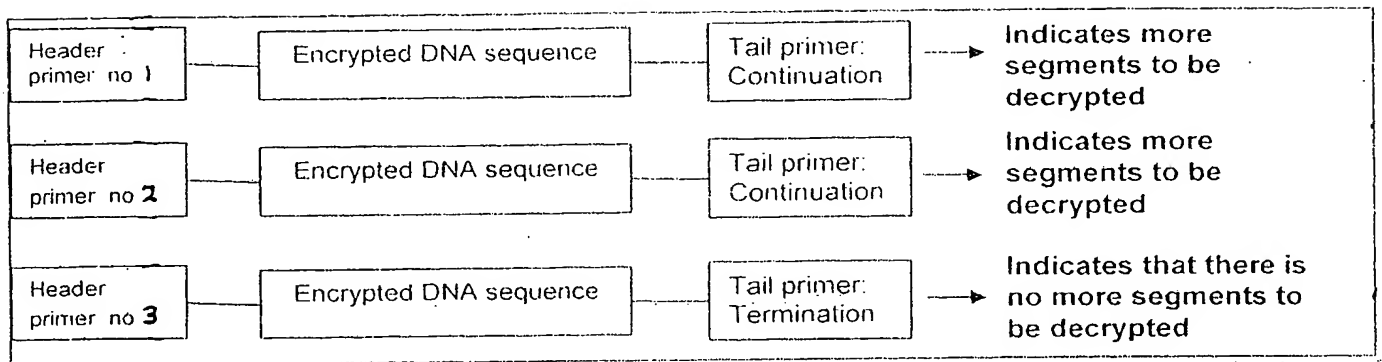 Header
primer no 1
Encrypted DNA sequence
Tail primer:
Continuation
Indicates more
segments to be
decrypted
Header
primer no 2
Encrypted DNA sequence
Tail primer:
Continuation
Indicates more
segments to be
decrypted
Header
primer no 3
Encrypted DNA sequence
Tail primer:
Termination
Indicates that there is
no more segments to
be decrypted